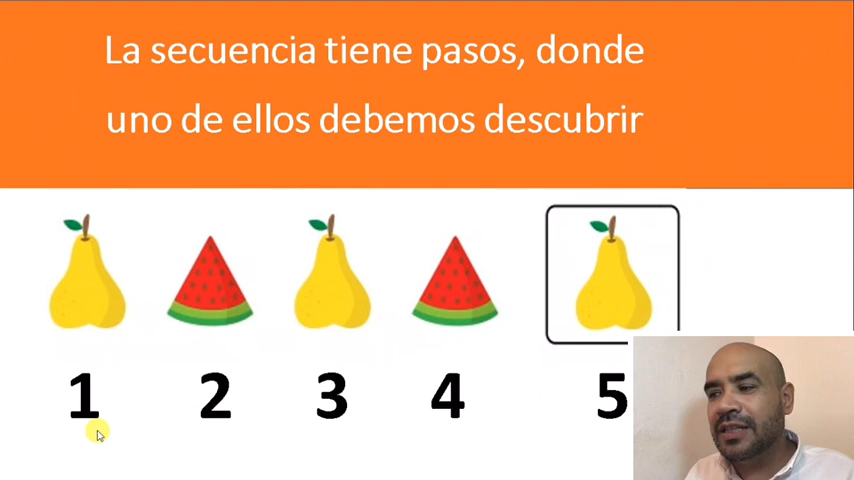 La secuencia tiene pasos, donde
uno de ellos debemos descubrir
1 2 3 4 5